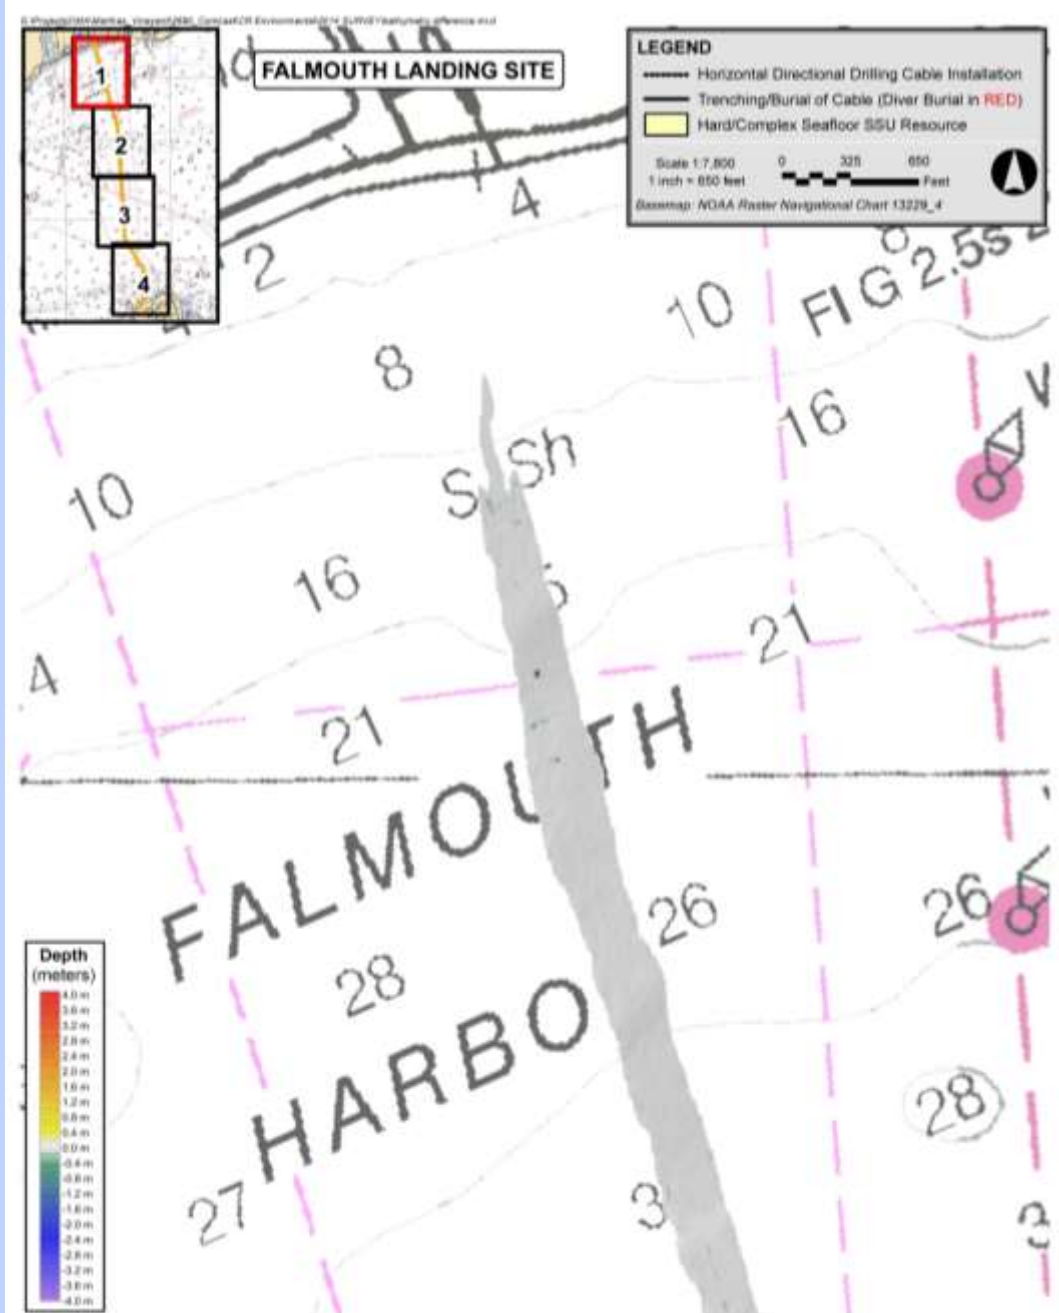 1
2
3
4
FALMOUTH LANDING SITE
LEGEND
Horizontal Directional Drilling Cable Installation
Trenching/Burial of Cable (Diver Burial in RED)
Hard/Complex Seafloor SSU Resource
Scale 1:7,800
1 inch = 650 feet
0 325 650
Feet
Basemap: NOAA Raster Navigational Chart 13229_4
4
2
10
Fl G 2.5s
8
16
Sh
S
10
16
21
4
21
FALMOUTH
26
26
28
HARBO
28
27
3
3
Depth
(meters)
4.0 m
3.6 m
3.2 m
2.8 m
2.4 m
2.0 m
1.6 m
1.2 m
0.8 m
0.4 m
0.0 m
-0.4 m
-0.8 m
-1.2 m
-1.6 m
-2.0 m
-2.4 m
-2.8 m
-3.2 m
-3.6 m
-4.0 m